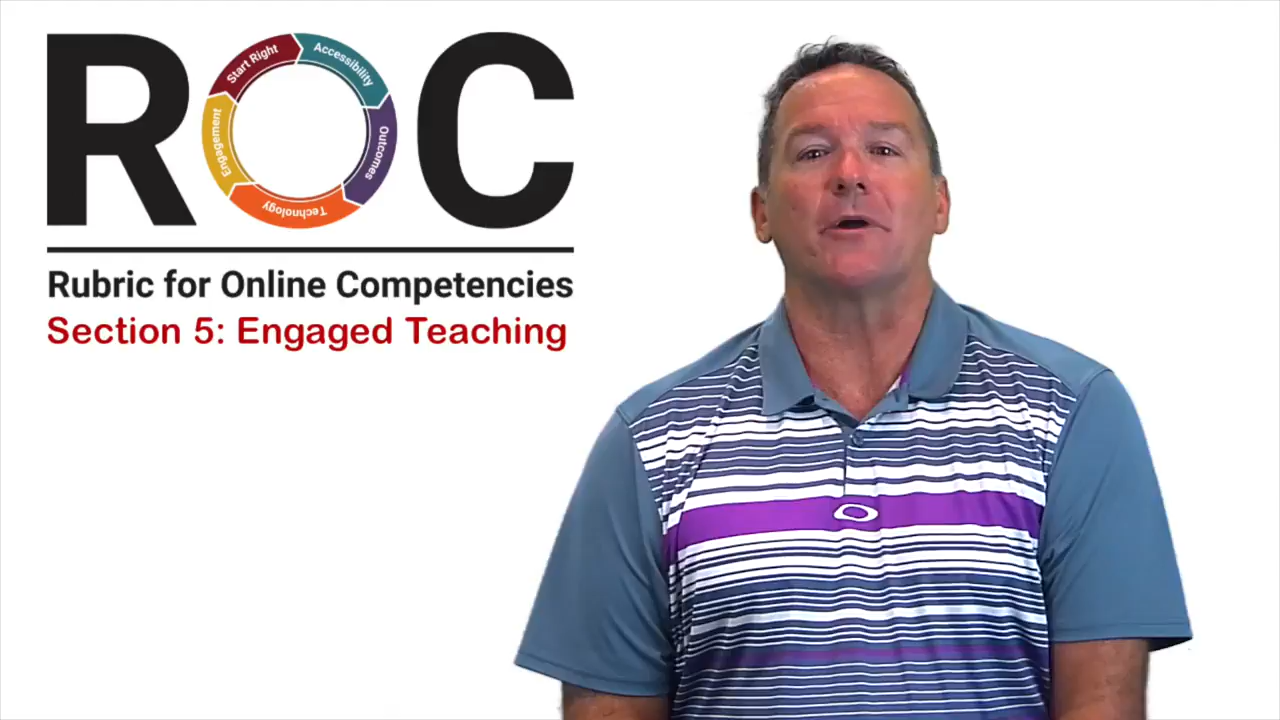 ROC
Start Right
Accessibility
Outcomes
Technology
Engagement
Rubric for Online Competencies
Section 5: Engaged Teaching